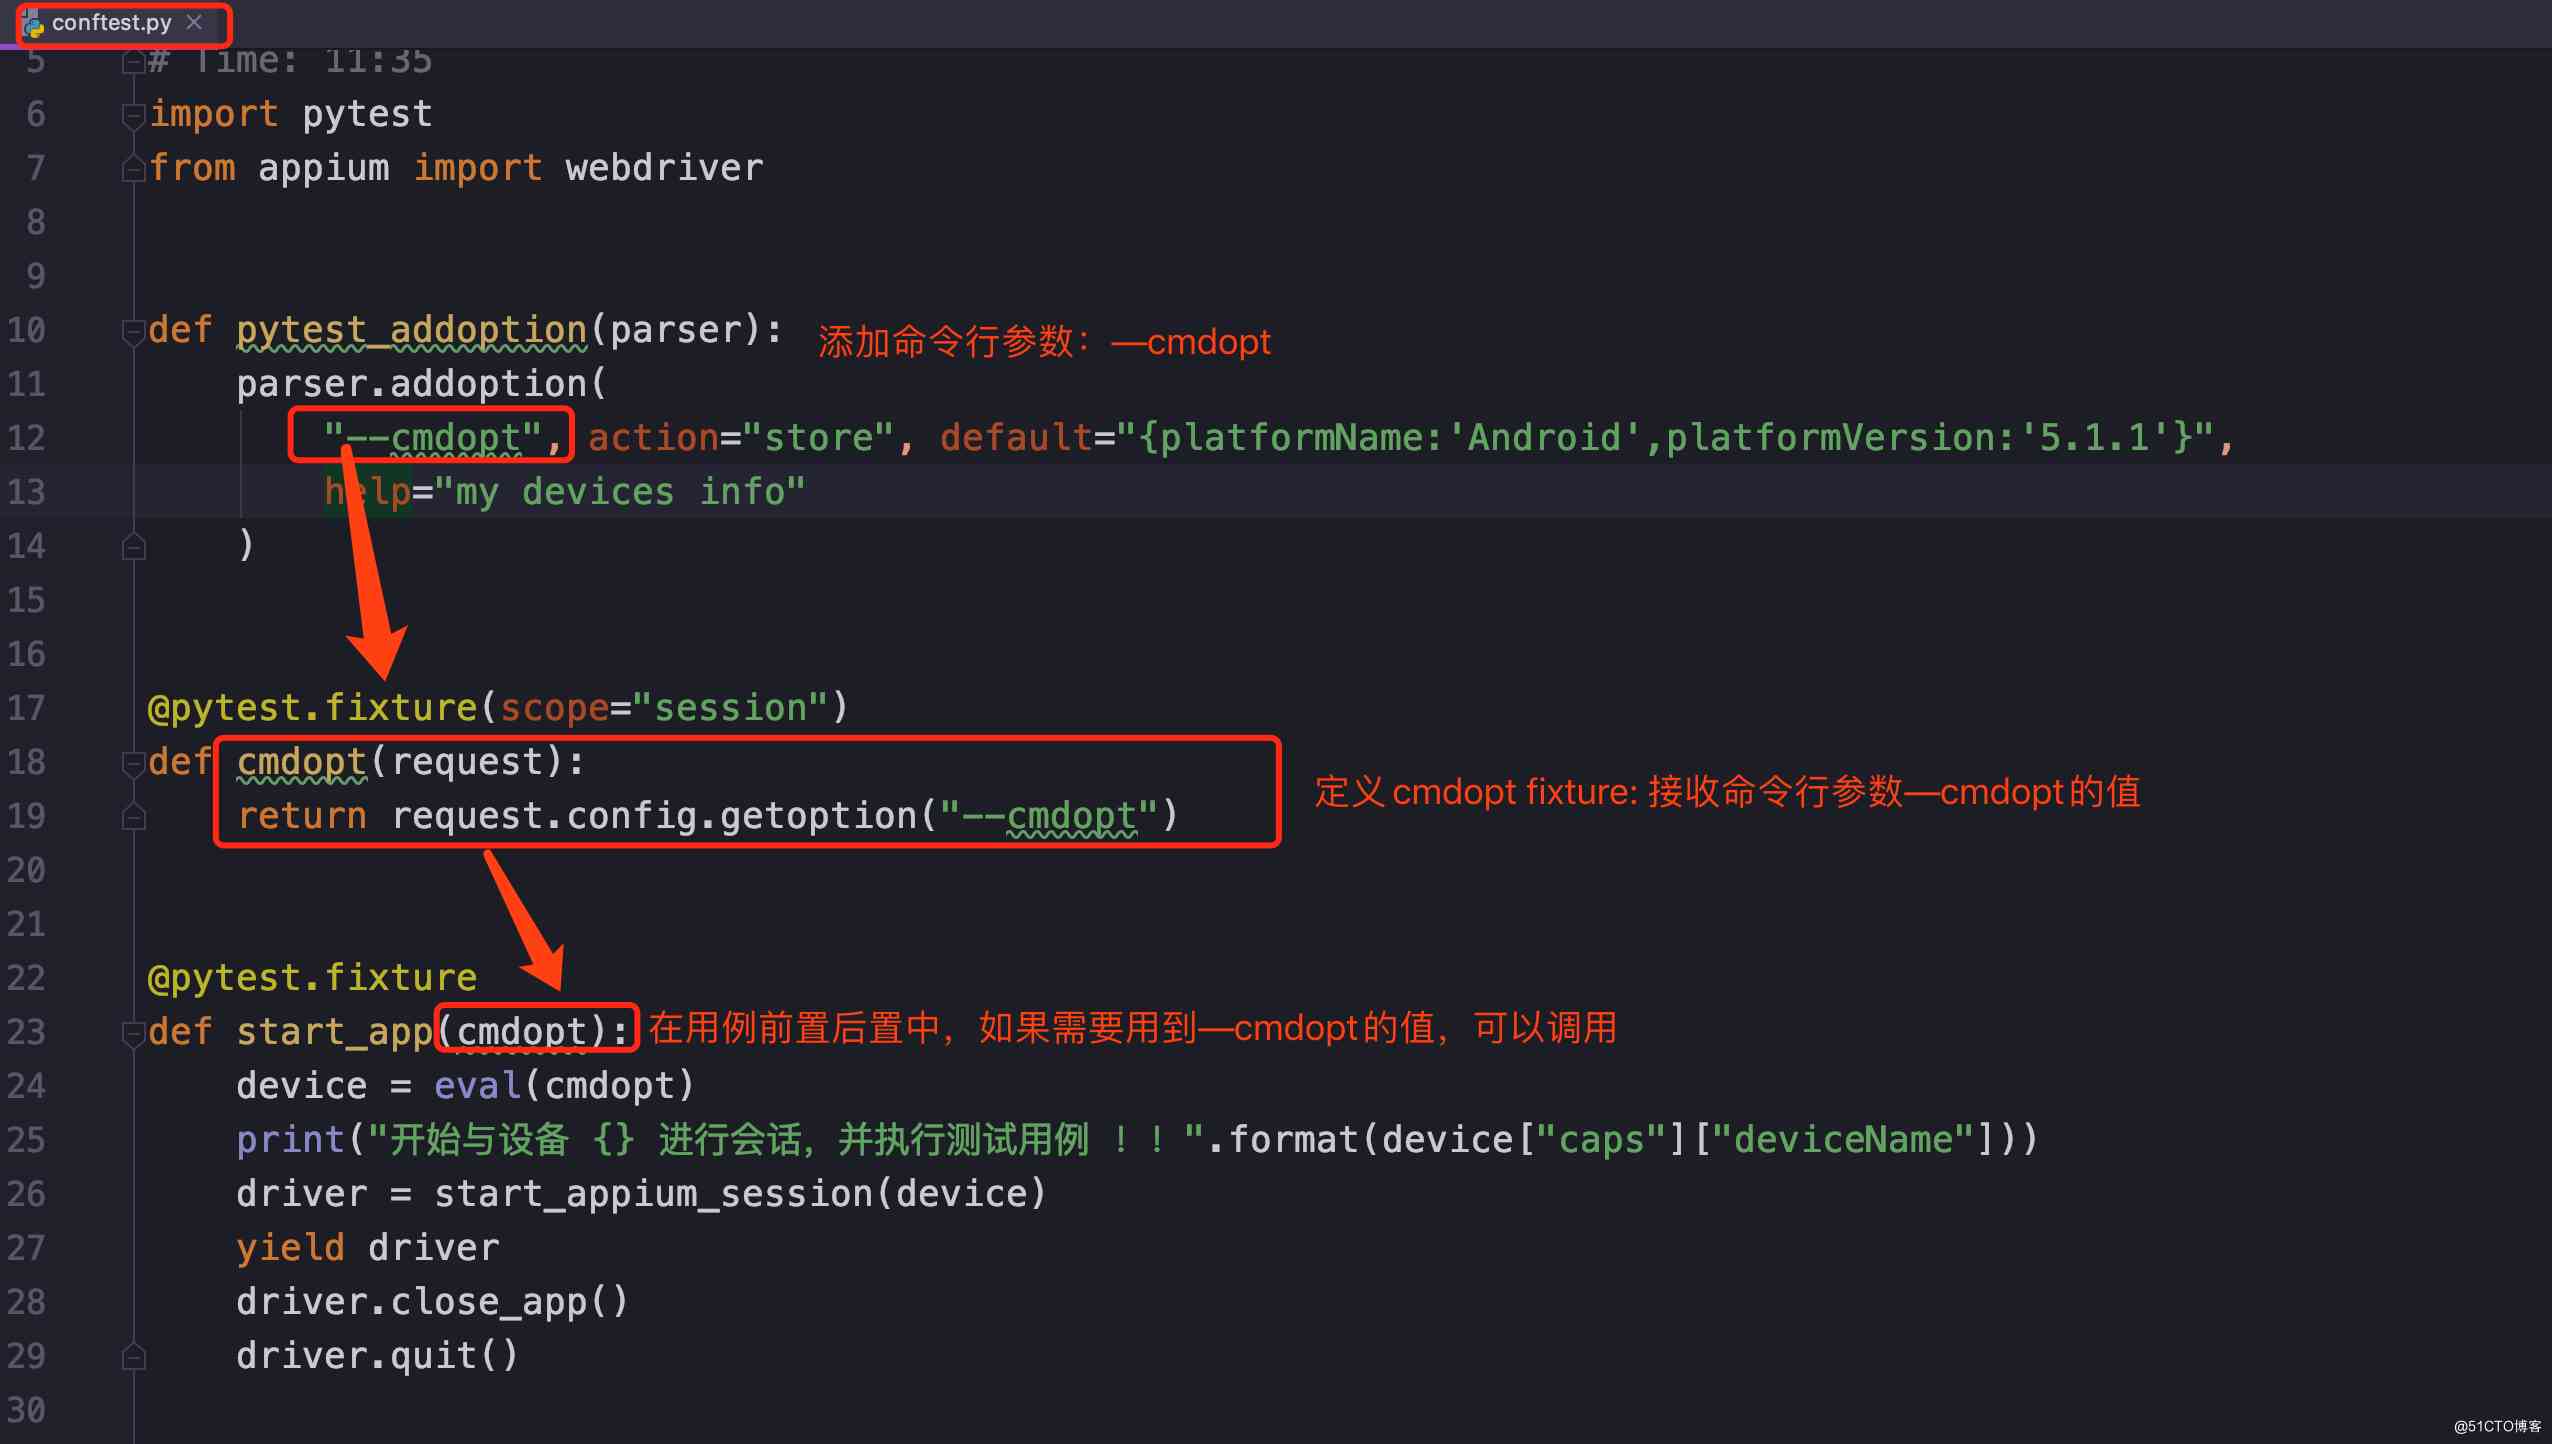 conftest.py
5 # Time: 11:35
6 import pytest
7 from appium import webdriver
8
9
10 def pytest_addoption(parser): 添加命令行参数：—cmdopt
11 parser.addoption(
12 "--cmdopt", action="store", default="{platformName:'Android',platformVersion:'5.1.1'}",
13 help="my devices info"
14 )
15
16
17 @pytest.fixture(scope="session")
18 def cmdopt(request):
定义 cmdopt fixture: 接收命令行参数—cmdopt 的值
19 return request.config.getoption("--cmdopt")
20
21
22 @pytest.fixture
23 def start_app(cmdopt): 在用例前置后置中，如果需要用到—cmdopt的值，可以调用
24 device = eval(cmdopt)
25 print("开始与设备 {} 进行会话，并执行测试用例 ！！".format(device["caps"]["deviceName"]))
26 driver = start_appium_session(device)
27 yield driver
28 driver.close_app()
29 driver.quit()
30
@51CTO博客